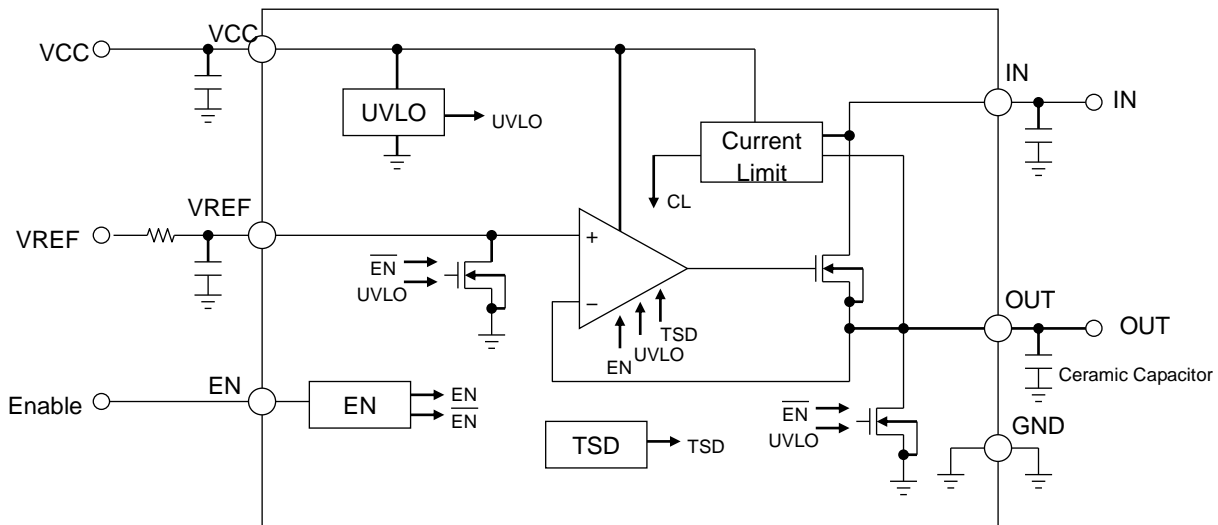 VCC
VCC
IN
IN
UVLO
UVLO
Current
Limit
CL
VREF
VREF
+
EN
UVLO
−
TSD
UVLO
EN
OUT
OUT
Ceramic Capacitor
EN
Enable
EN
EN
EN
EN
UVLO
GND
TSD
TSD